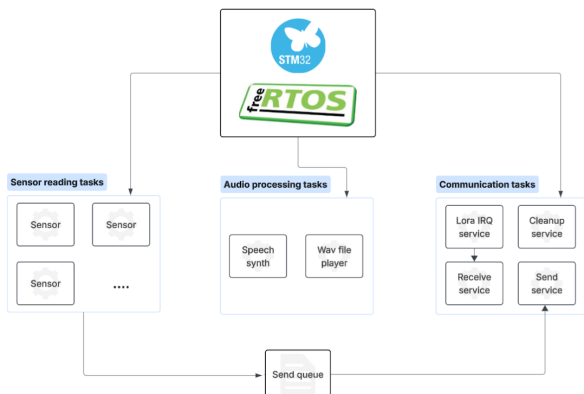 STM32
free RTOS
Sensor reading tasks
Sensor
Sensor
Sensor
....
Audio processing tasks
Speech
synth
Wav file
player
Communication tasks
Lora IRQ
service
Cleanup
service
Receive
service
Send
service
Send queue